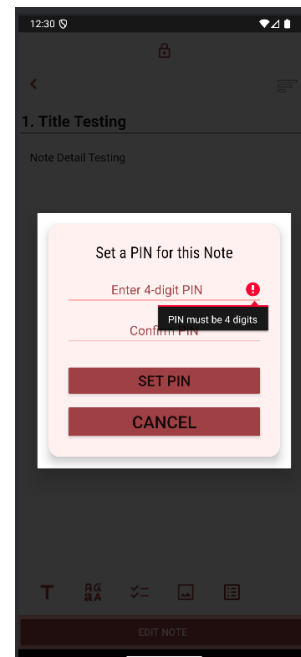 12:30
1. Title Testing
Note Detail Testing
Set a PIN for this Note
Enter 4-digit PIN
PIN must be 4 digits
Confirm PIN
SET PIN
CANCEL
EDIT NOTE